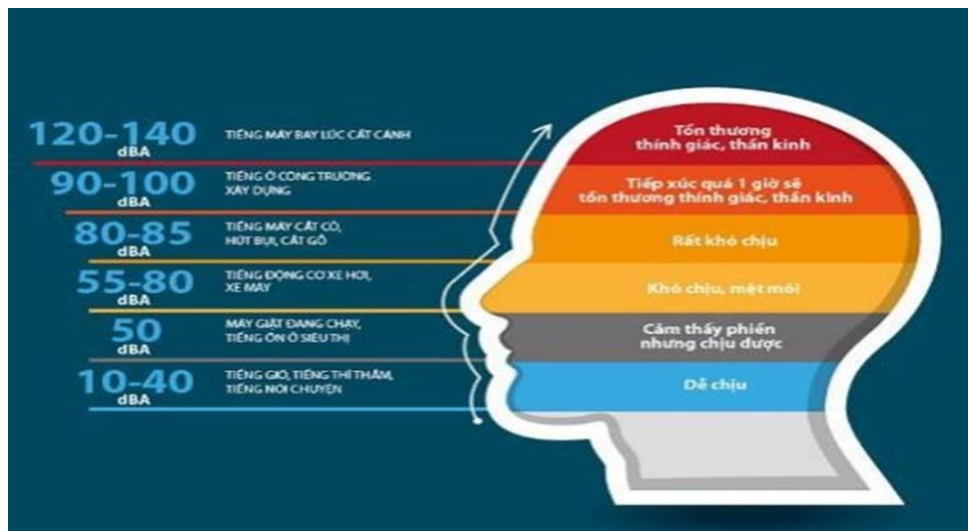 120-140
dBA
TIẾNG MÁY BAY LÚC CẤT CÁNH
Tổn thương
thính giác, thần kinh
90-100
dBA
TIẾNG Ở CÔNG TRƯỜNG
XÂY DỰNG
Tiếp xúc quá 1 giờ sẽ
tổn thương thính giác, thần kinh
80-85
dBA
TIẾNG MÁY CẮT CỎ,
HÚT BỤI, CẮT GỖ
Rất khó chịu
55-80
dBA
TIẾNG ĐỘNG CƠ XE HƠI,
XE MÁY
Khó chịu, mệt mỏi
50
dBA
MÁY GIẶT ĐANG CHẠY,
TIẾNG ỒN Ở SIÊU THỊ
Cảm thấy phiền
nhưng chịu được
10-40
dBA
TIẾNG GIÓ, TIẾNG THÌ THẦM,
TIẾNG NÓI CHUYỆN
Dễ chịu